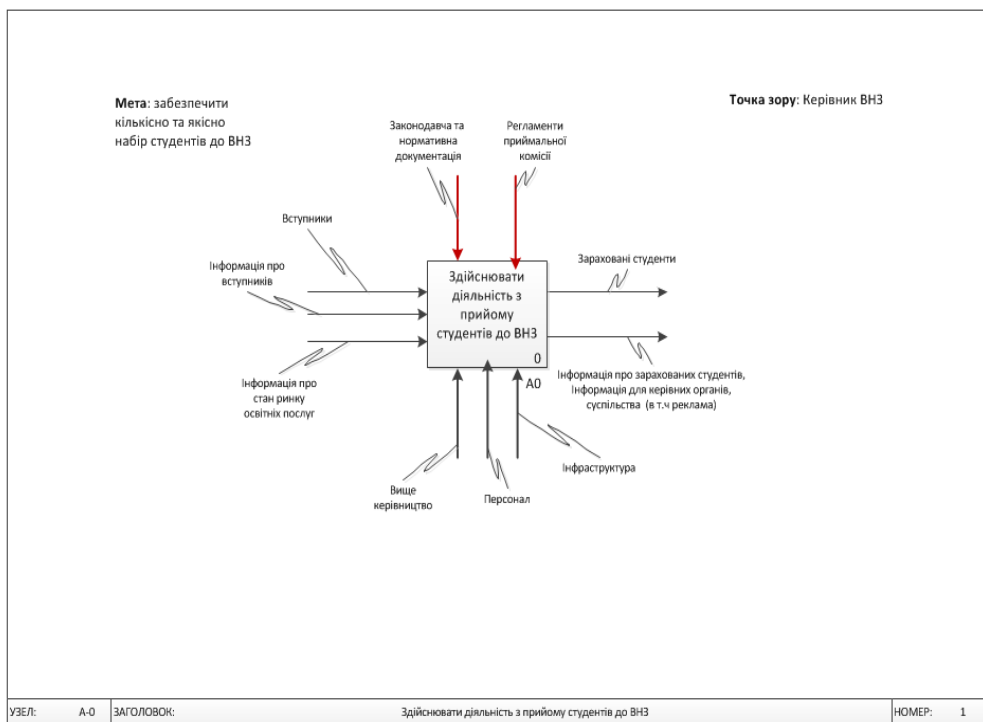 Мета: забезпечити
кількісно та якісно
набір студентів до ВНЗ
Точка зору: Керівник ВНЗ
Законодавча та
нормативна
документація
Регламенти
приймальної
комісії
Вступники
Інформація про
вступників
Інформація про
стан ринку
освітніх послуг
Здійснювати
діяльність з
прийому
студентів до ВНЗ
0
А0
Зараховані студенти
Інформація про зарахованих студентів,
Інформація для керівних органів,
суспільства (в т.ч реклама)
Вище
керівництво
Персонал
Інфраструктура
УЗЕЛ: А-0 ЗАГОЛОВОК: Здійснювати діяльність з прийому студентів до ВНЗ НОМЕР: 1